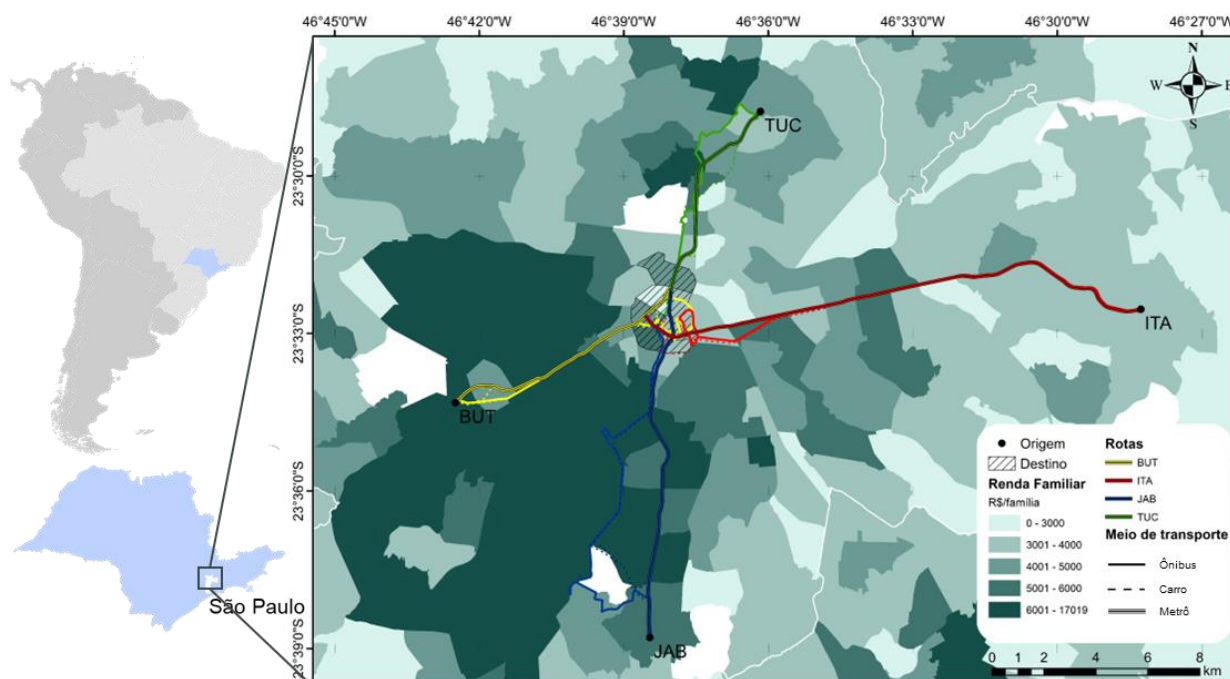 46°45'0"W 46°42'0"W 46°39'0"W 46°36'0"W 46°33'0"W 46°30'0"W 46°27'0"W
N
W E
S
TUC
23°30'0"S
23°33'0"S
ITA
BUT
23°36'0"S
JAB
23°39'0"S
São Paulo
Origem
Destino
Renda Familiar
R$/família
0 - 3000
3001 - 4000
4001 - 5000
5001 - 6000
6001 - 17019
Rotas
BUT
ITA
JAB
TUC
Meio de transporte
Ônibus
Carro
Metrô
0 1 2 4 6 8
km